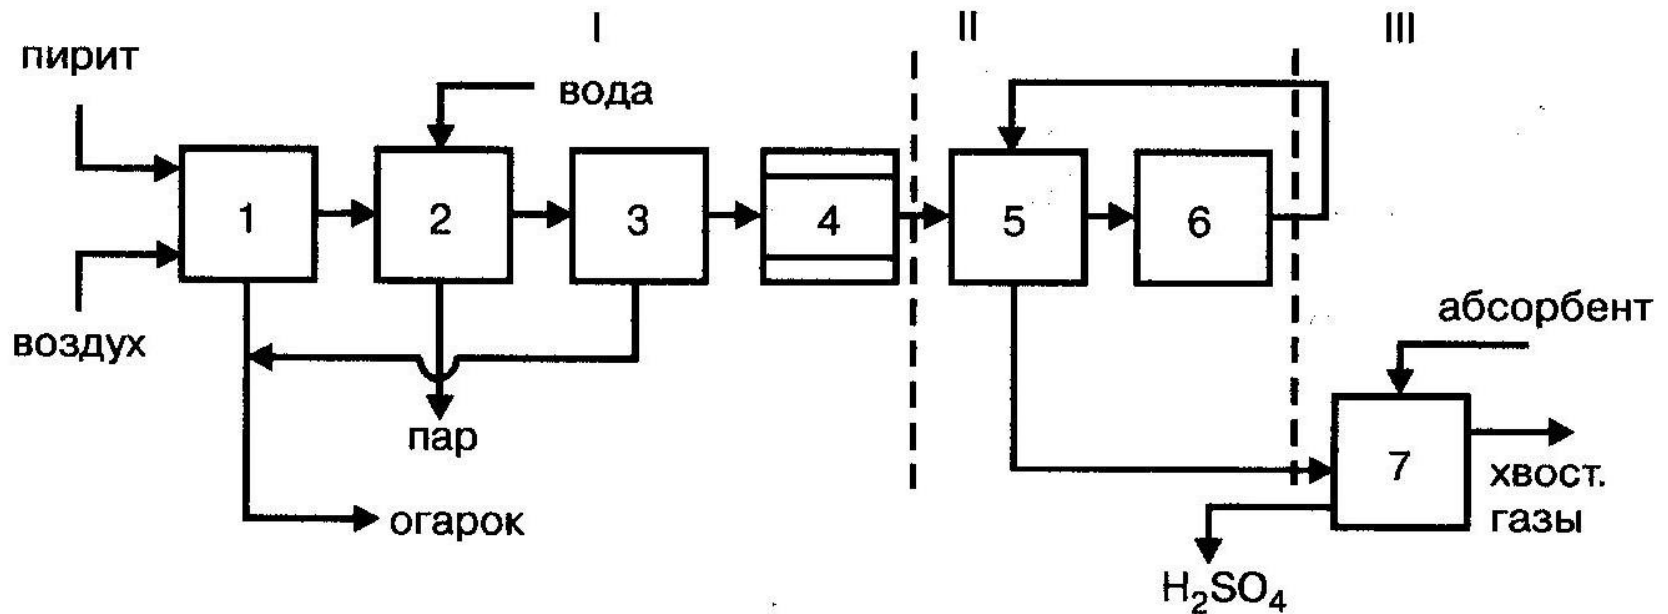 I
II
III
пирит
вода
1
2
3
4
5
6
воздух
абсорбент
пар
7
хвост.
газы
огарок
H₂SO₄